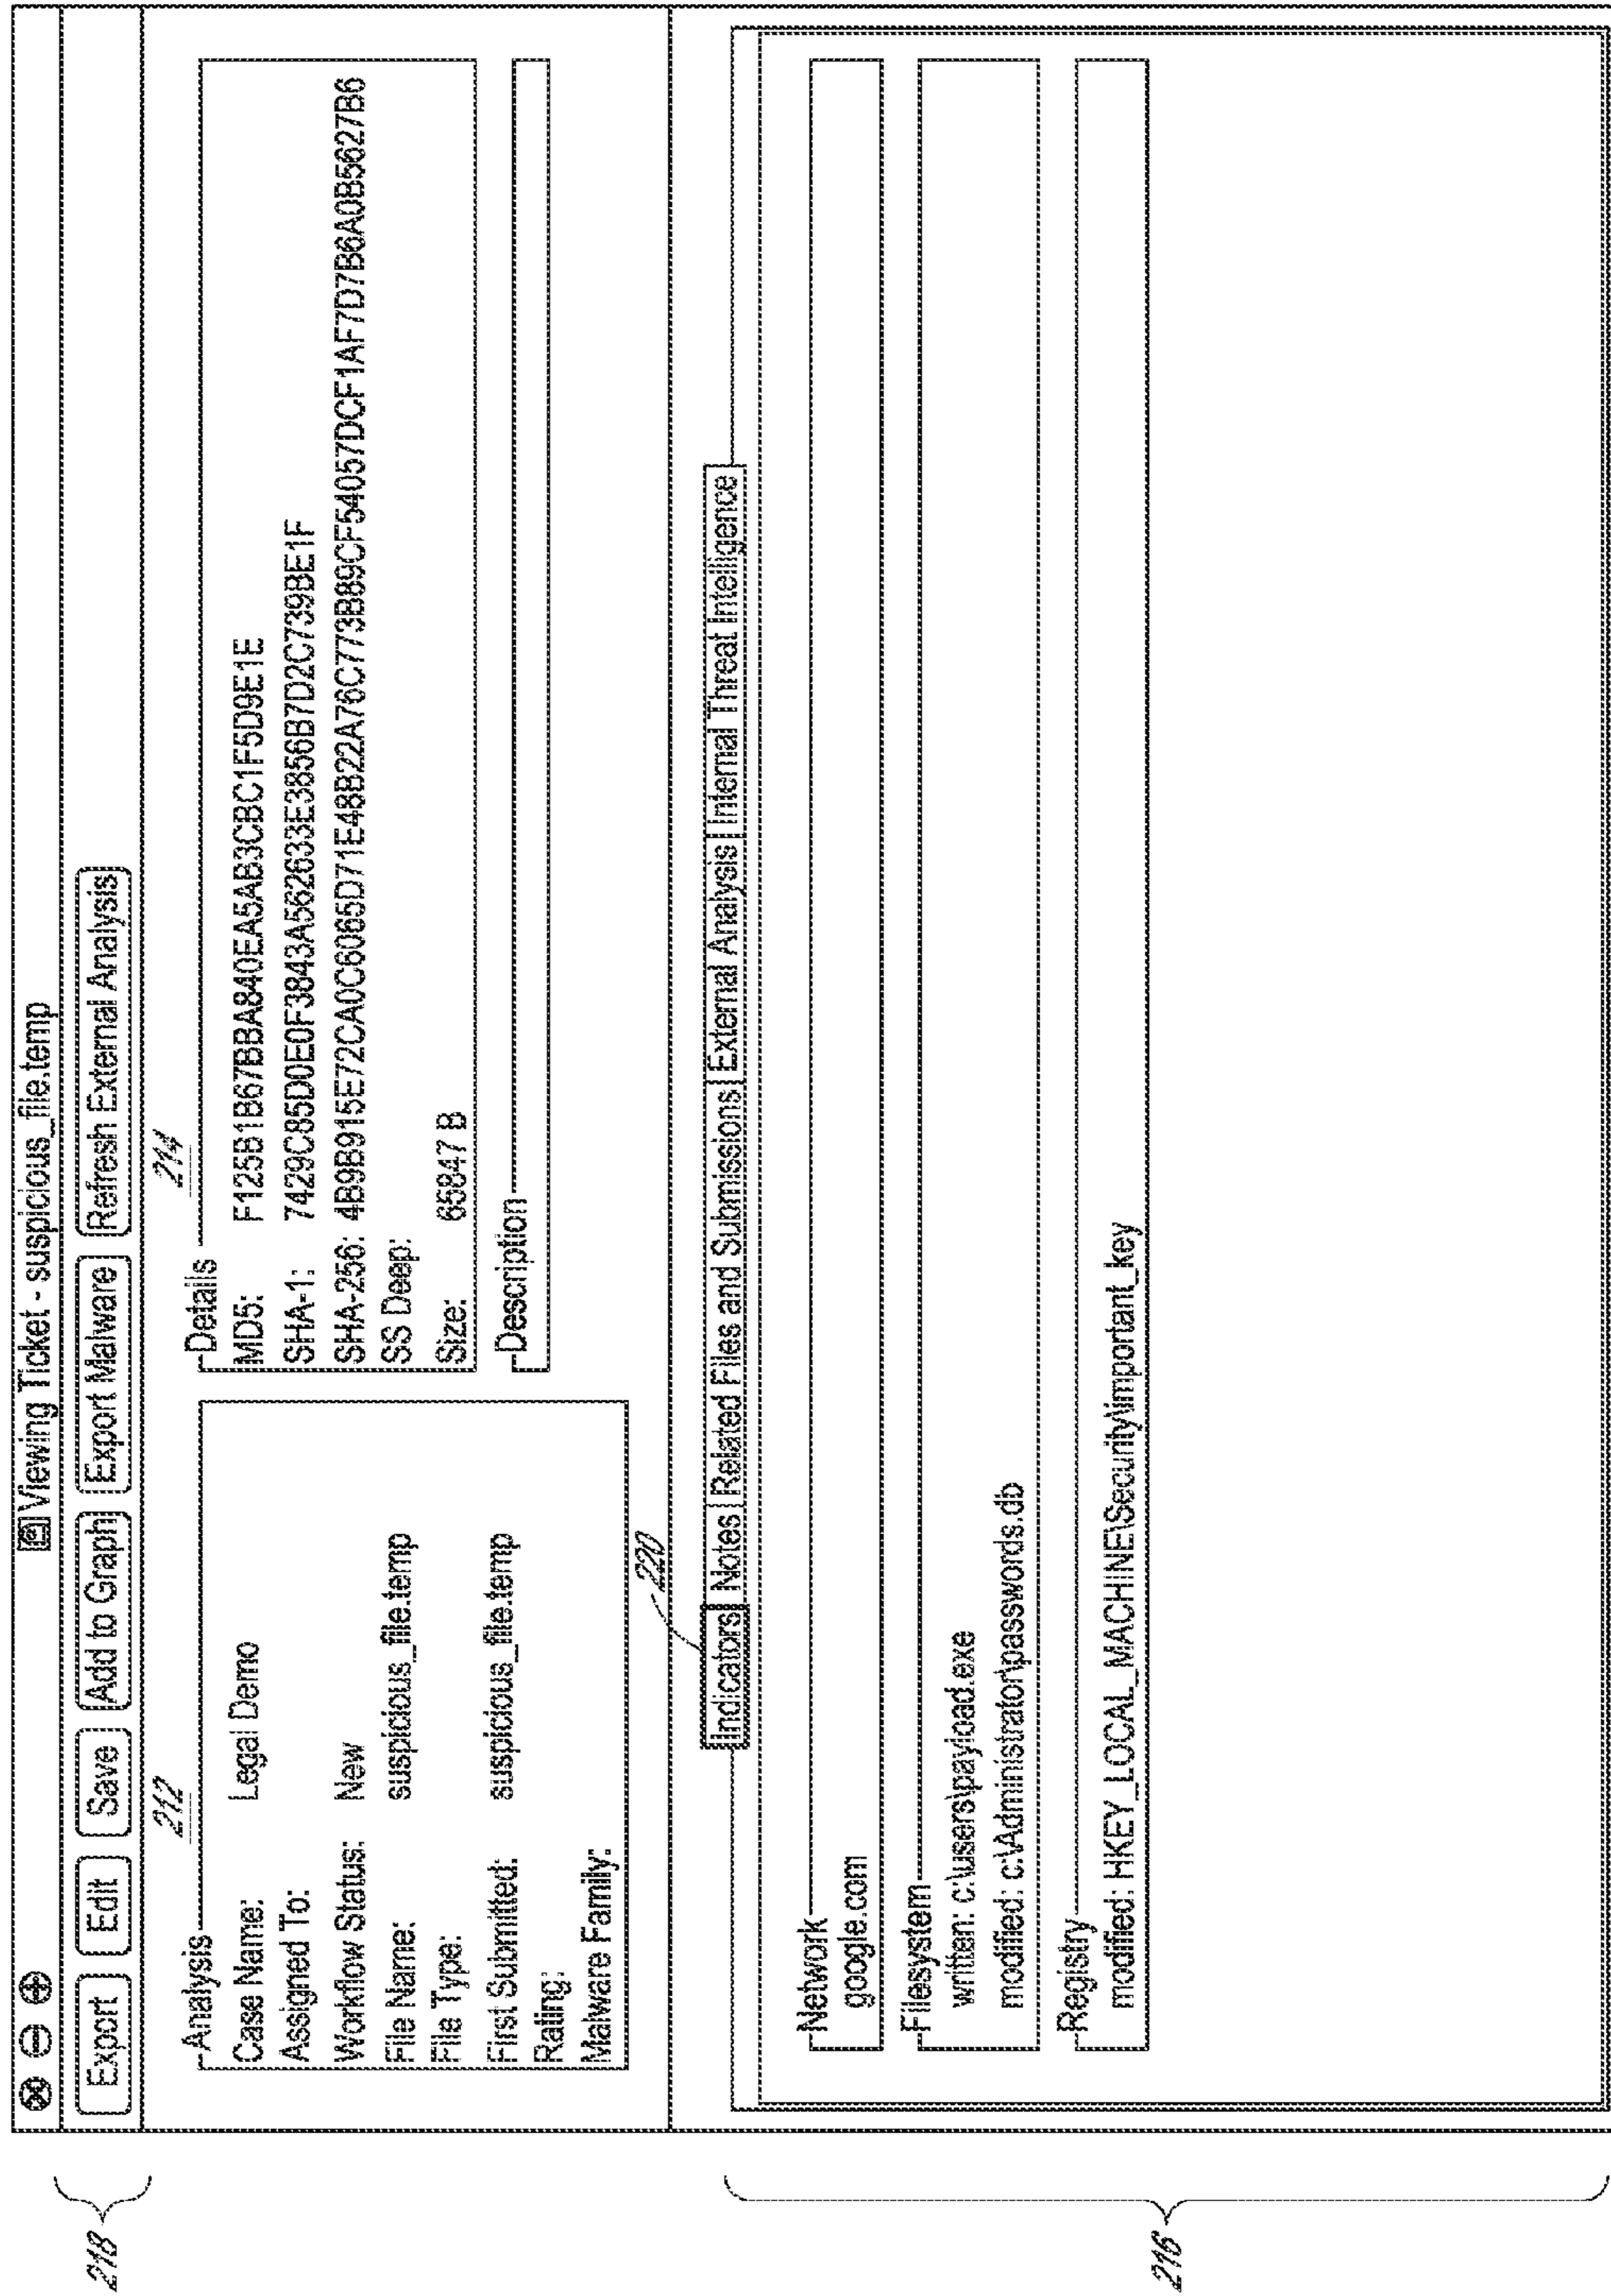 Viewing Ticket - suspicious_file.temp
218
Export Edit Save Add to Graph Export Malware Refresh External Analysis
212
214
Analysis
Case Name: Legal Demo
Assigned To:
Workflow Status: New
File Name: suspicious_file.temp
File Type:
First Submitted: suspicious_file.temp
Rating:
Malware Family:
Details
MD5: F125B1B67BBA840EA5AB3CBC1F5D9E1E
SHA-1: 7429C85D0E0F3843A562633E3856B7D2C739BE1F
SHA-256: 4B9B915E72CA0C6065D71E48B22A76C773B89CF54057DCF1AF7D7B6A0B5627B6
SS Deep:
Size: 65847 B
Description
220
Indicators Notes Related Files and Submissions External Analysis Internal Threat Intelligence
216
Network
google.com
Filesystem
written: c:\users\payload.exe
modified: c:\Administrator\passwords.db
Registry
modified: HKEY_LOCAL_MACHINE\Security\important_key